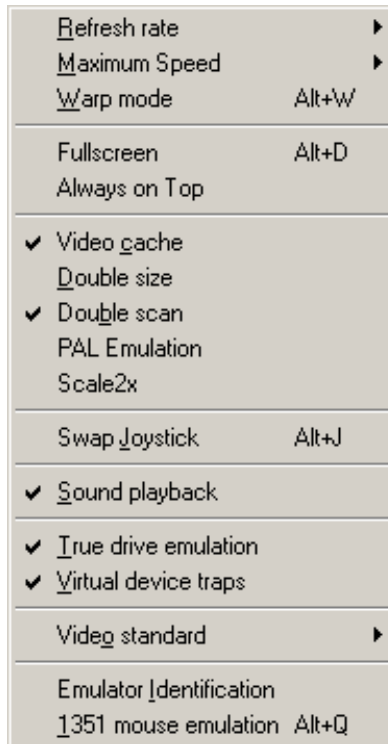 Refresh rate
Maximum Speed
Warp mode Alt+W
Fullscreen Alt+D
Always on Top
Video cache
Double size
Double scan
PAL Emulation
Scale2x
Swap Joystick Alt+J
Sound playback
True drive emulation
Virtual device traps
Video standard
Emulator Identification
1351 mouse emulation Alt+Q